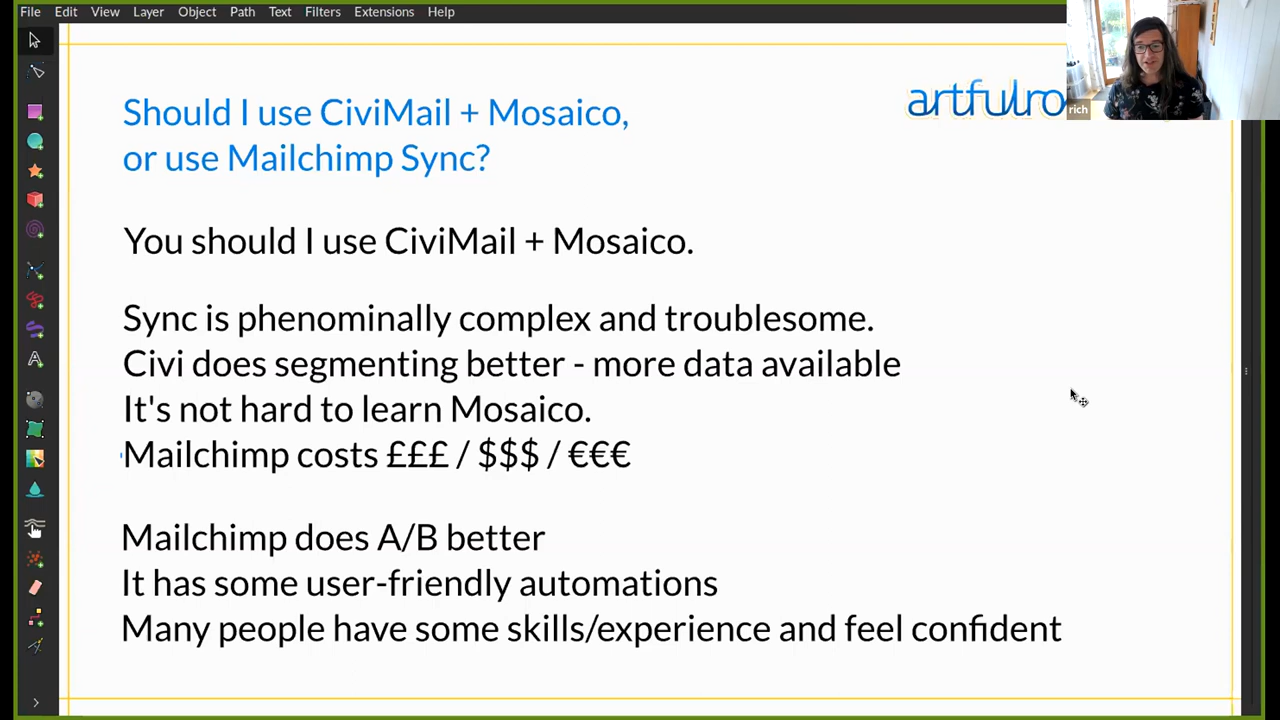 File Edit View Layer Object Path Text Filters Extensions Help
artfulro
rich
Should I use CiviMail + Mosaico,
or use Mailchimp Sync?
You should I use CiviMail + Mosaico.
Sync is phenominally complex and troublesome.
Civi does segmenting better - more data available
It's not hard to learn Mosaico.
Mailchimp costs £££ / $$$ / €€€
Mailchimp does A/B better
It has some user-friendly automations
Many people have some skills/experience and feel confident